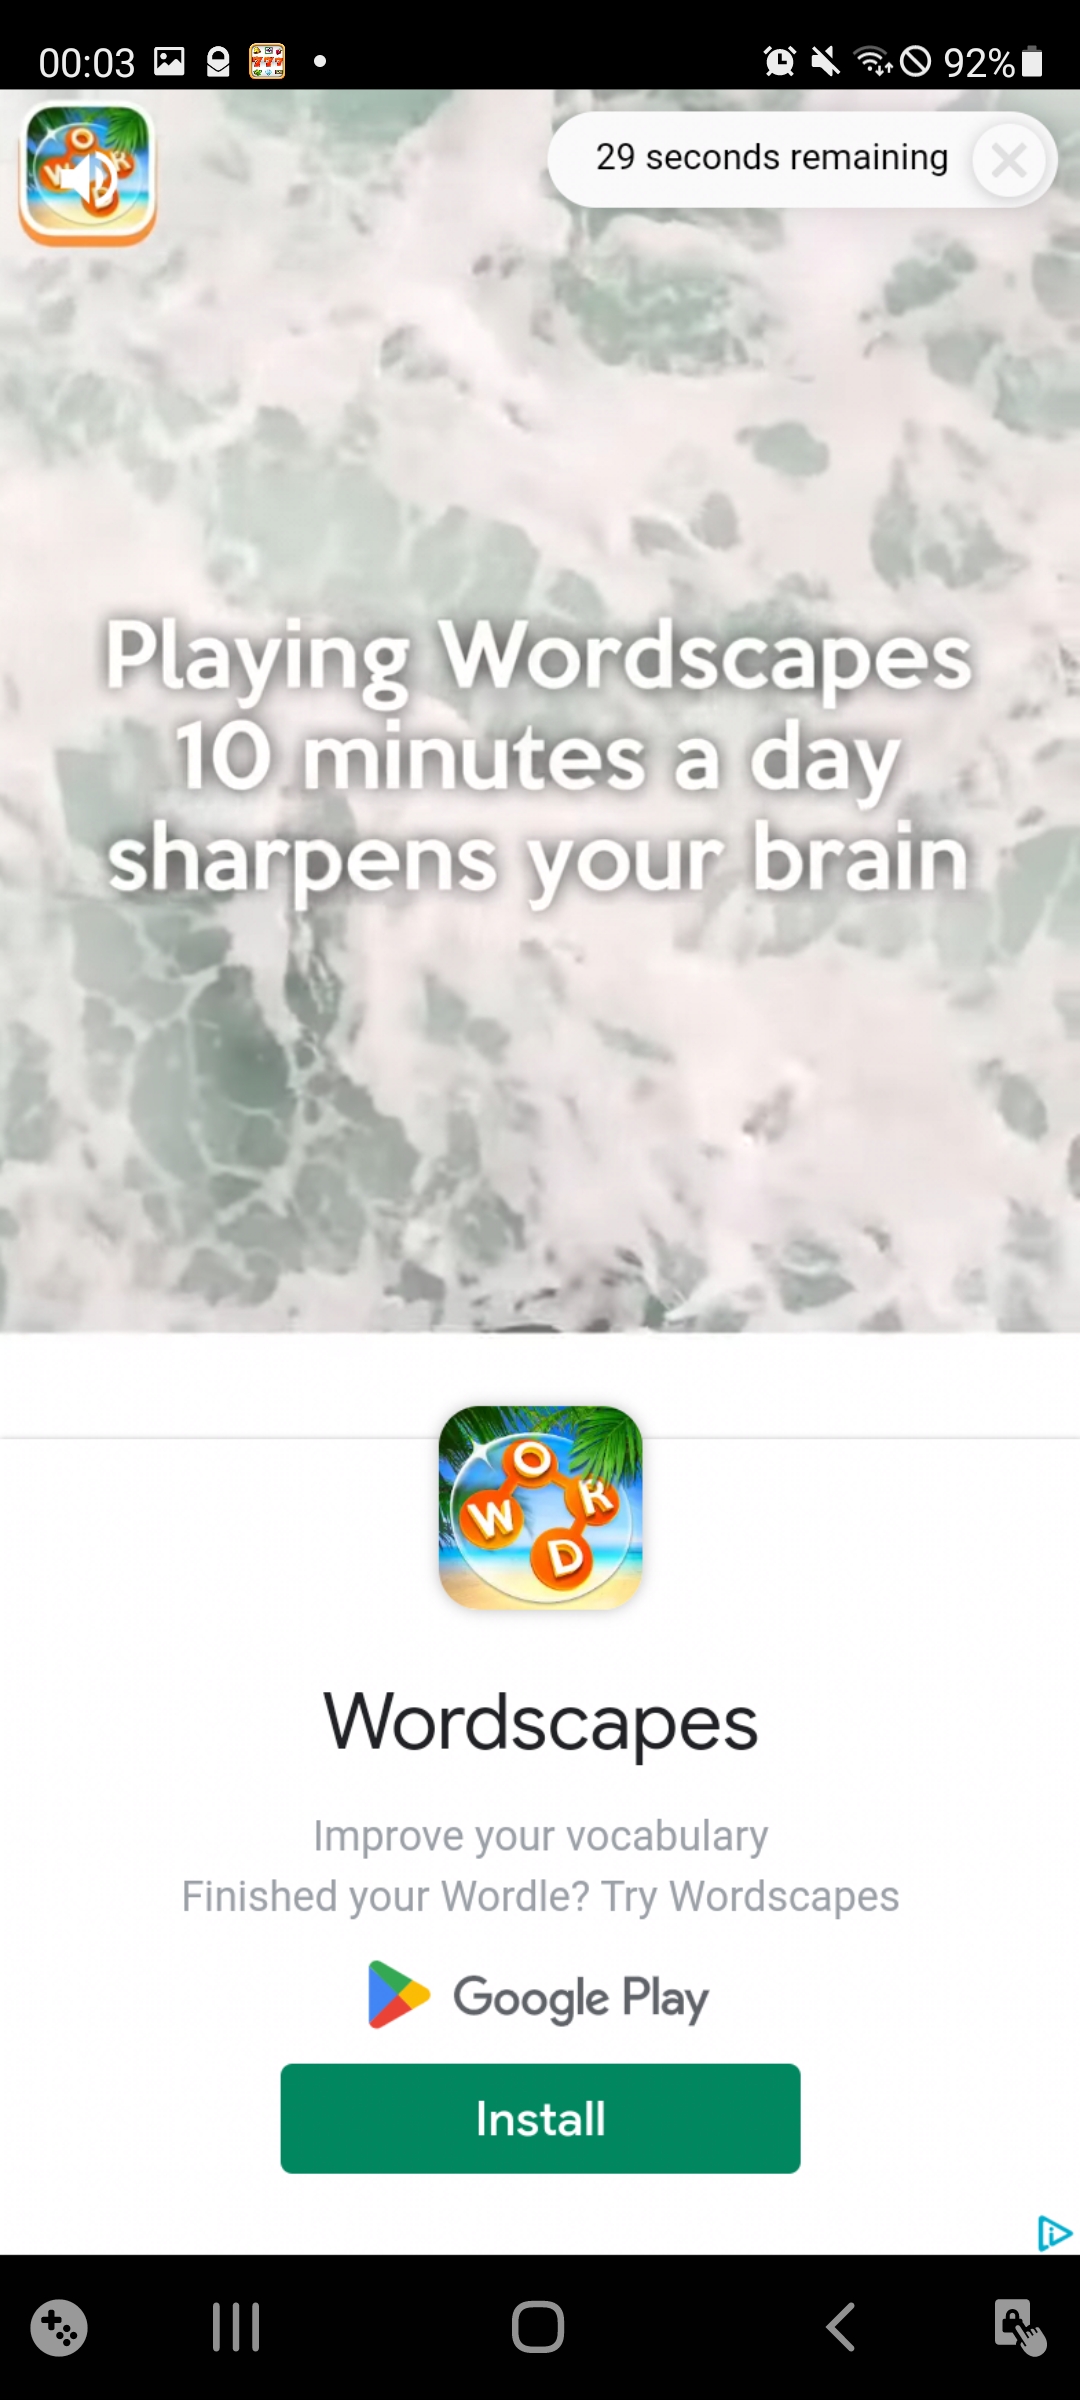 00:03
92%
29 seconds remaining
Playing Wordscapes
10 minutes a day
sharpens your brain
W O R D
Wordscapes
Improve your vocabulary
Finished your Wordle? Try Wordscapes
Google Play
Install